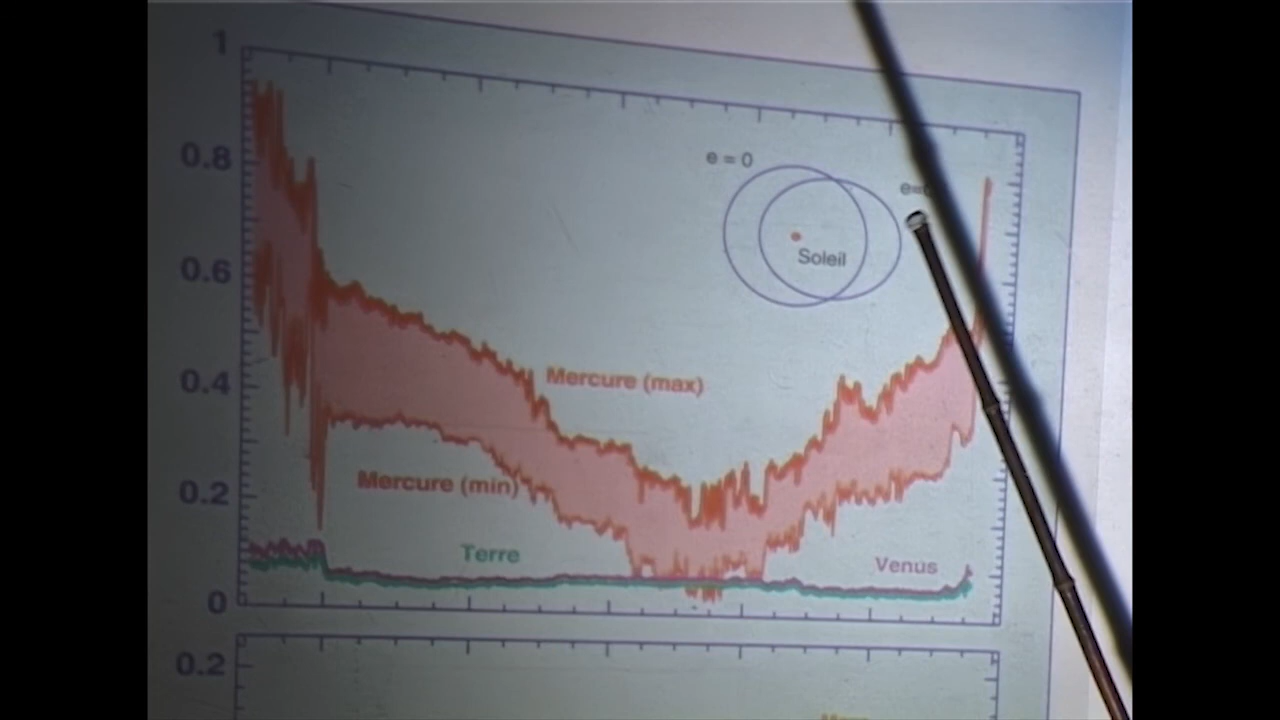 1
0.8
e = 0
e=
0.6
Soleil
0.4
Mercure (max)
0.2
Mercure (min)
Terre
Venus
0
0.2